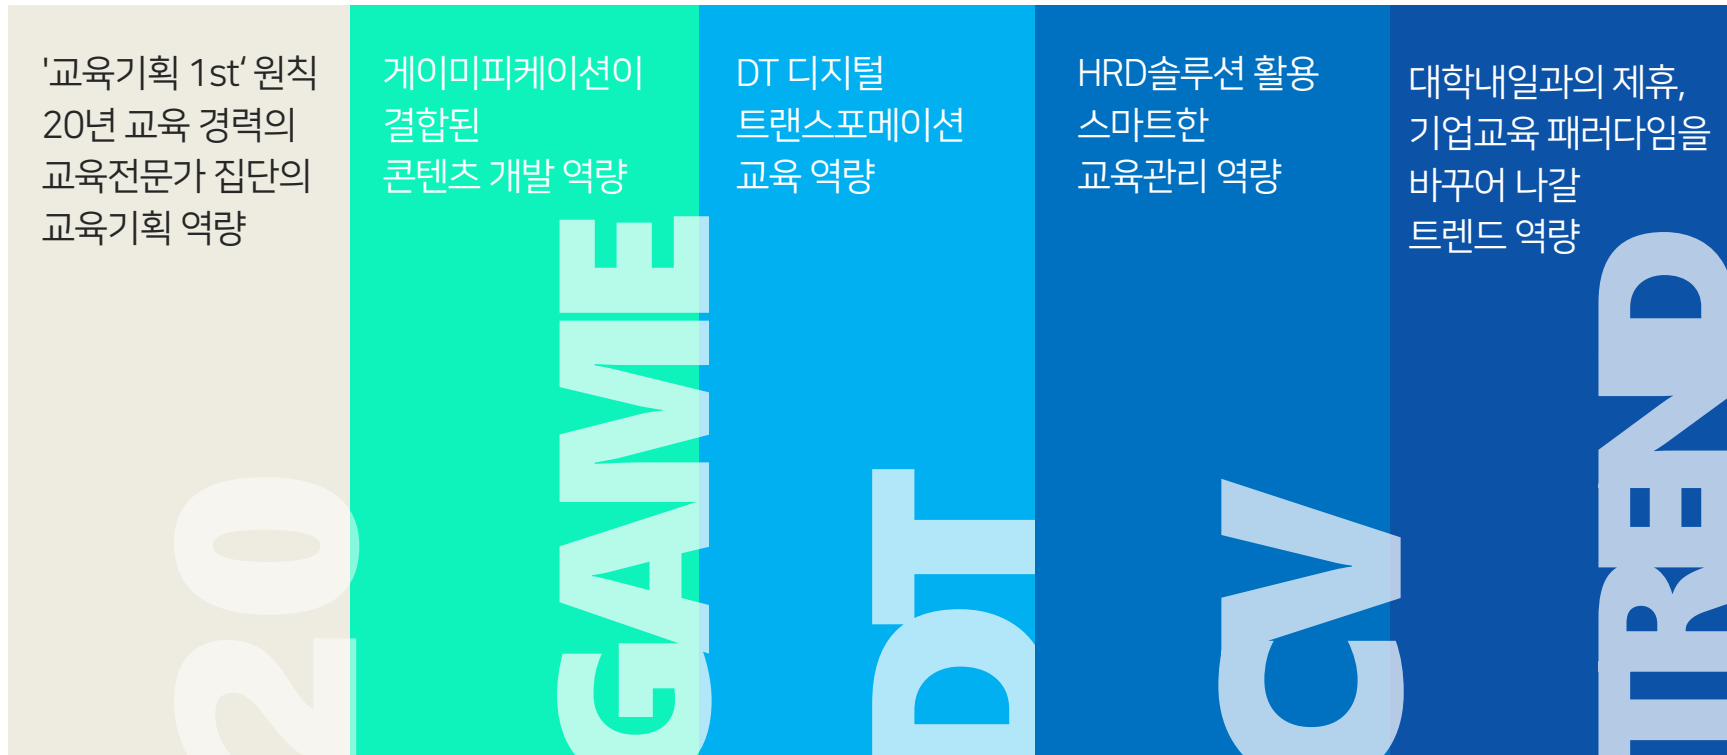 '교육기획 1st‘ 원칙
20년 교육 경력의
교육전문가 집단의
교육기획 역량
20
게이미피케이션이
결합된
콘텐츠 개발 역량
GAME
DT 디지털
트랜스포메이션
교육 역량
DT
HRD솔루션 활용
스마트한
교육관리 역량
CV
대학내일과의 제휴,
기업교육 패러다임을
바꾸어 나갈
트렌드 역량
TREND